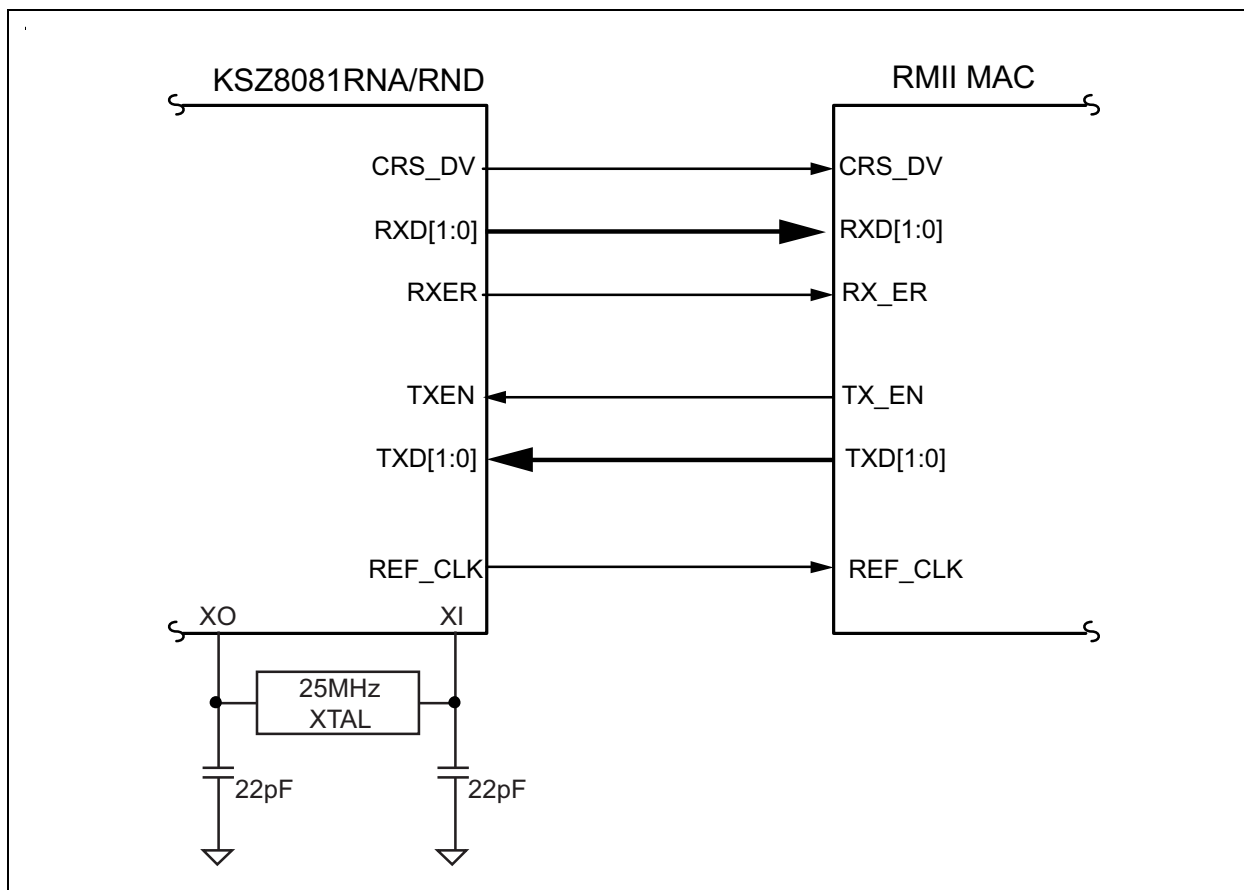 KSZ8081RNA/RND
RMII MAC
CRS_DV
CRS_DV
RXD[1:0]
RXD[1:0]
RXER
RX_ER
TXEN
TX_EN
TXD[1:0]
TXD[1:0]
REF_CLK
REF_CLK
XO
XI
25MHz
XTAL
22pF
22pF